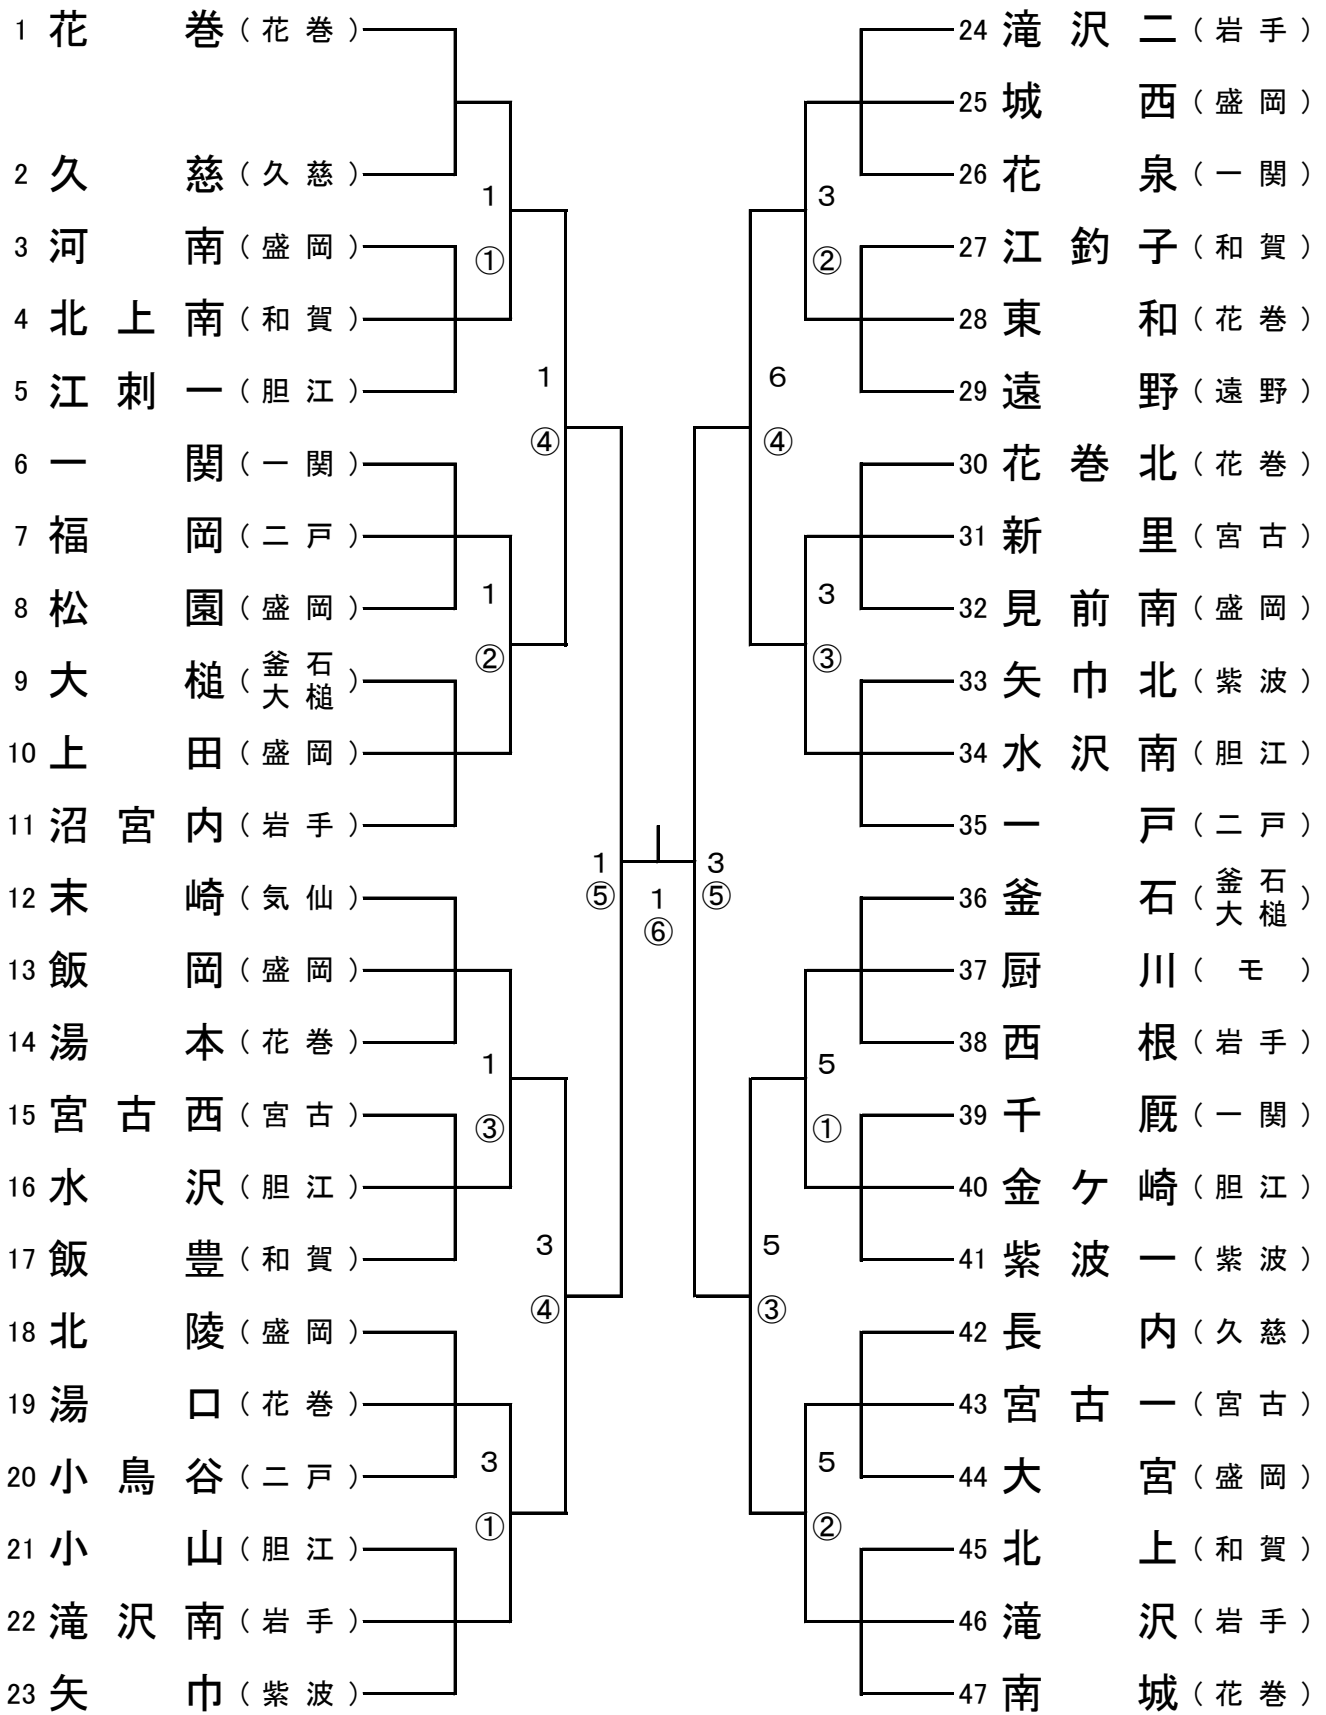 1 花巻（花巻）
2 久慈（久慈）
3 河南（盛岡）
4 北上南（和賀）
5 江刺一（胆江）
6 一関（一関）
7 福岡（二戸）
8 松園（盛岡）
9 大槌（釜石大槌）
10 上田（盛岡）
11 沼宮内（岩手）
12 末崎（気仙）
13 飯岡（盛岡）
14 湯本（花巻）
15 宮古西（宮古）
16 水沢（胆江）
17 飯豊（和賀）
18 北陵（盛岡）
19 湯口（花巻）
20 小鳥谷（二戸）
21 小山（胆江）
22 滝沢南（岩手）
23 矢巾（紫波）
1
①
1
②
1
③
3
①
1
④
3
④
1
⑤
1
⑥
3
⑤
6
④
5
③
3
②
3
③
5
①
5
②
24 滝沢二（岩手）
25 城西（盛岡）
26 花泉（一関）
27 江釣子（和賀）
28 東和（花巻）
29 遠野（遠野）
30 花巻北（花巻）
31 新里（宮古）
32 見前南（盛岡）
33 矢巾北（紫波）
34 水沢南（胆江）
35 一戸（二戸）
36 釜石（釜石大槌）
37 厨川（モ）
38 西根（岩手）
39 千厩（一関）
40 金ケ崎（胆江）
41 紫波一（紫波）
42 長内（久慈）
43 宮古一（宮古）
44 大宮（盛岡）
45 北上（和賀）
46 滝沢（岩手）
47 南城（花巻）